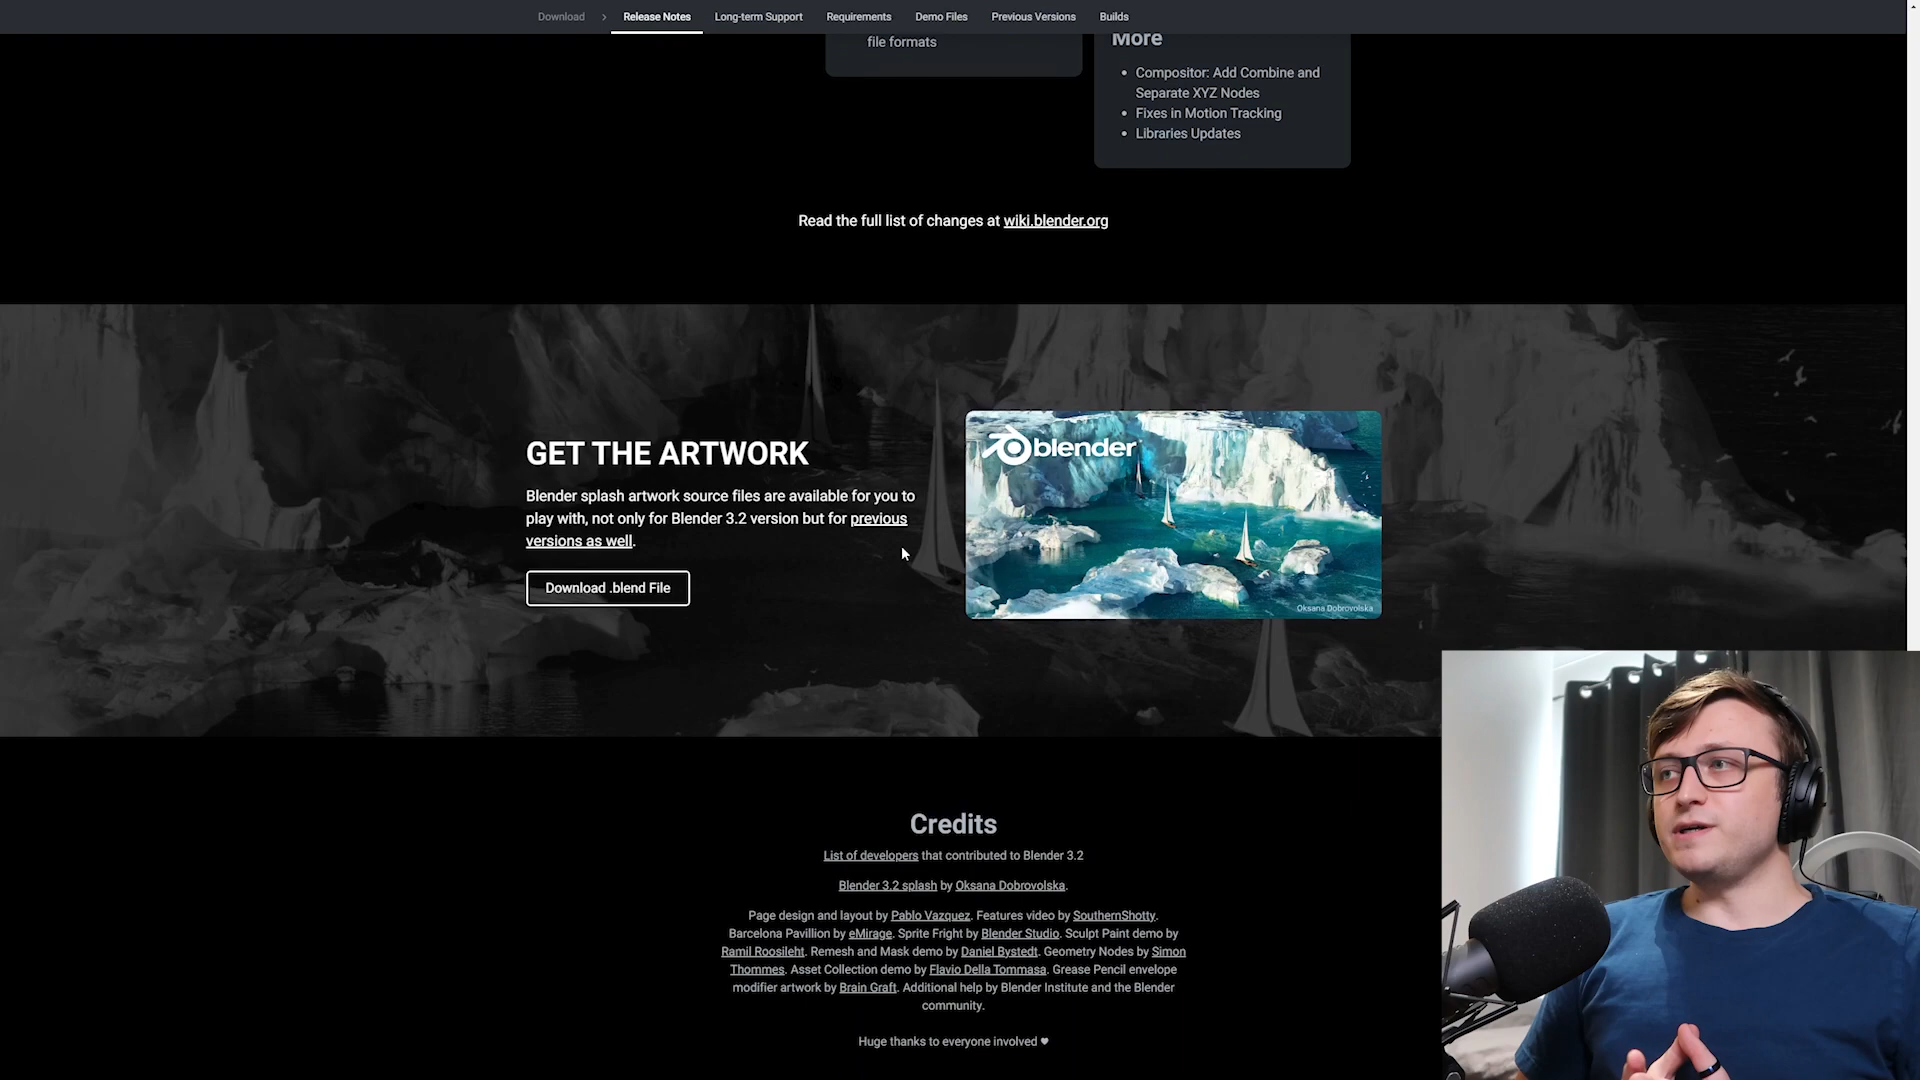 Download > Release Notes Long-term Support Requirements Demo Files Previous Versions Builds
file formats
More
• Compositor: Add Combine and
Separate XYZ Nodes
• Fixes in Motion Tracking
• Libraries Updates
Read the full list of changes at wiki.blender.org
GET THE ARTWORK
Blender splash artwork source files are available for you to
play with, not only for Blender 3.2 version but for previous
versions as well.
Download .blend File
blender
Oksana Dobrovolska
Credits
List of developers that contributed to Blender 3.2
Blender 3.2 splash by Oksana Dobrovolska.
Page design and layout by Pablo Vazquez. Features video by SouthernShotty.
Barcelona Pavillion by eMirage. Sprite Fright by Blender Studio. Sculpt Paint demo by
Ramil Roosileht. Remesh and Mask demo by Daniel Bystedt. Geometry Nodes by Simon
Thommes. Asset Collection demo by Flavio Della Tommasa. Grease Pencil envelope
modifier artwork by Brain Graft. Additional help by Blender Institute and the Blender
community.
Huge thanks to everyone involved ♥